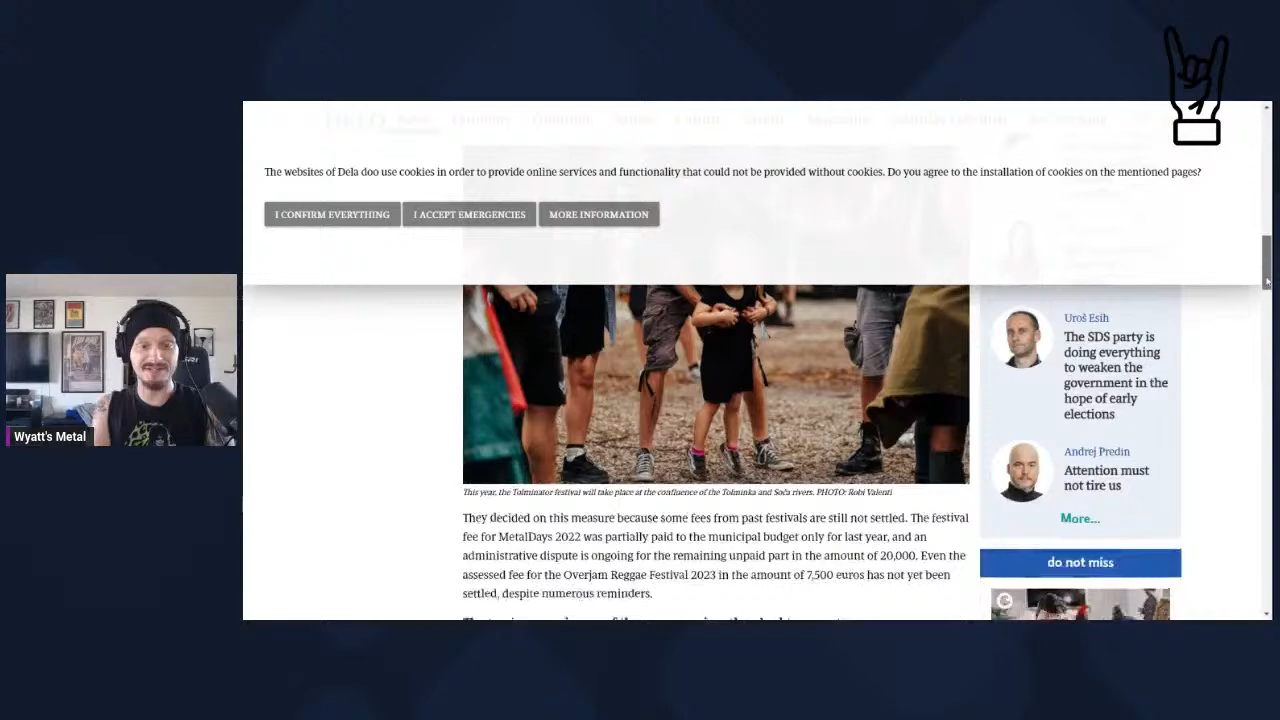 The websites of Dela doo use cookies in order to provide online services and functionality that could not be provided without cookies. Do you agree to the installation of cookies on the mentioned pages?
I CONFIRM EVERYTHING
I ACCEPT EMERGENCIES
MORE INFORMATION
Uroš Esih
The SDS party is
doing everything
to weaken the
government in the
hope of early
elections
Andrej Predin
Attention must
not tire us
More...
do not miss
This year, the Tolminator festival will take place at the confluence of the Tolminka and Soča rivers. PHOTO: Robi Valenti
They decided on this measure because some fees from past festivals are still not settled. The festival
fee for MetalDays 2022 was partially paid to the municipal budget only for last year, and an
administrative dispute is ongoing for the remaining unpaid part in the amount of 20,000. Even the
assessed fee for the Overjam Reggae Festival 2023 in the amount of 7,500 euros has not yet been
settled, despite numerous reminders.
Wyatt's Metal